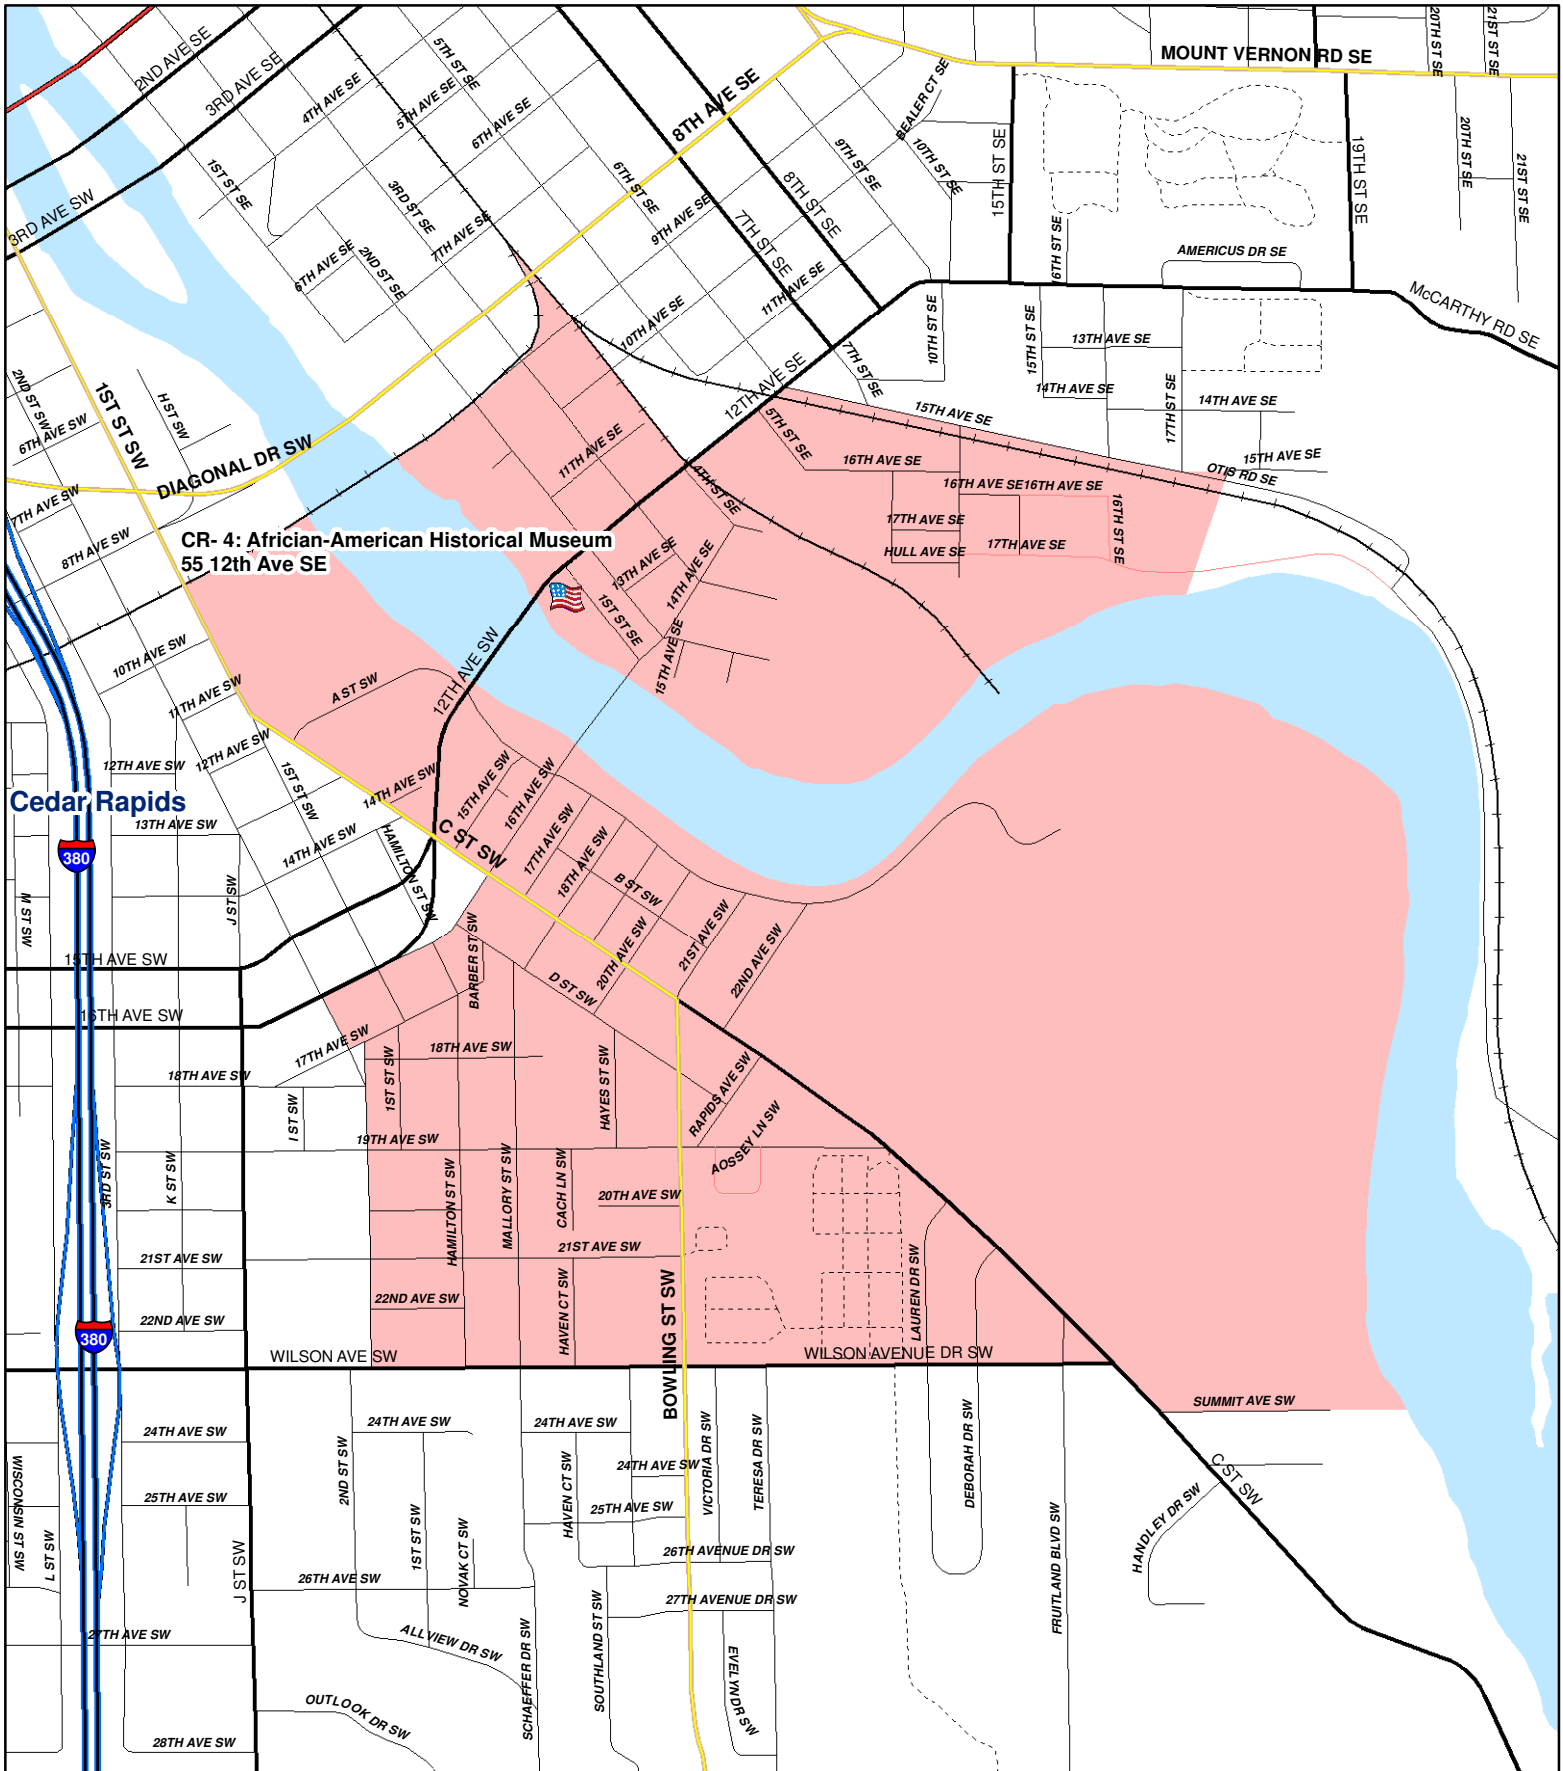 2ND AVE SE
3RD AVE SE
4TH AVE SE
5TH ST SE
5TH AVE SE
6TH AVE SE
8TH AVE SE
MOUNT VERNON RD SE
20TH ST SE
21ST ST SE
BEALER CT SE
9TH ST SE
10TH ST SE
15TH ST SE
19TH ST SE
20TH ST SE
21ST ST SE
1ST ST SE
3RD ST SE
6TH ST SE
8TH ST SE
7TH ST SE
9TH AVE SE
3RD AVE SW
7TH AVE SE
6TH AVE SE
2ND ST SE
16TH ST SE
AMERICUS DR SE
McCARTHY RD SE
11TH AVE SE
10TH AVE SE
10TH ST SE
15TH ST SE
13TH AVE SE
7TH ST SE
12TH AVE SE
14TH AVE SE
14TH AVE SE
17TH ST SE
15TH AVE SE
15TH AVE SE
OTIS RD SE
2ND ST SW
1ST ST SW
H ST SW
6TH AVE SW
DIAGONAL DR SW
7TH AVE SW
8TH AVE SW
11TH AVE SE
5TH ST SE
4TH ST SE
16TH AVE SE
16TH AVE SE
16TH AVE SE
16TH ST SE
17TH AVE SE
17TH AVE SE
HULL AVE SE
CR- 4: Africian-American Historical Museum
55 12th Ave SE
13TH AVE SE
14TH AVE SE
1ST ST SE
15TH AVE SE
12TH AVE SW
10TH AVE SW
11TH AVE SW
A ST SW
12TH AVE SW
12TH AVE SW
1ST ST SW
14TH AVE SW
15TH AVE SW
16TH AVE SW
Cedar Rapids
13TH AVE SW
14TH AVE SW
HAMILTON ST SW
C ST SW
17TH AVE SW
18TH AVE SW
B ST SW
380
M ST SW
J ST SW
15TH AVE SW
16TH AVE SW
BARBER ST SW
D ST SW
20TH AVE SW
21ST AVE SW
22ND AVE SW
17TH AVE SW
18TH AVE SW
18TH AVE SW
I ST SW
1ST ST SW
HAYES ST SW
RAPIDS AVE SW
AOSSEY LN SW
19TH AVE SW
3RD ST SW
K ST SW
HAMILTON ST SW
MALLORY ST SW
CACH LN SW
20TH AVE SW
21ST AVE SW
21ST AVE SW
22ND AVE SW
22ND AVE SW
HAVEN CT SW
BOWLING ST SW
LAUREN DR SW
380
WILSON AVE SW
WILSON AVENUE DR SW
SUMMIT AVE SW
24TH AVE SW
24TH AVE SW
24TH AVE SW
24TH AVE SW
2ND ST SW
HAVEN CT SW
VICTORIA DR SW
TERESA DR SW
DEBORAH DR SW
C ST SW
HANDLEY DR SW
WISCONSIN ST SW
L ST SW
25TH AVE SW
25TH AVE SW
1ST ST SW
NOVAK CT SW
FRUITLAND BLVD SW
26TH AVENUE DR SW
26TH AVE SW
27TH AVENUE DR SW
J ST SW
27TH AVE SW
ALLVIEW DR SW
SCHAEFFER DR SW
SOUTHLAND ST SW
EVELYN DR SW
OUTLOOK DR SW
28TH AVE SW